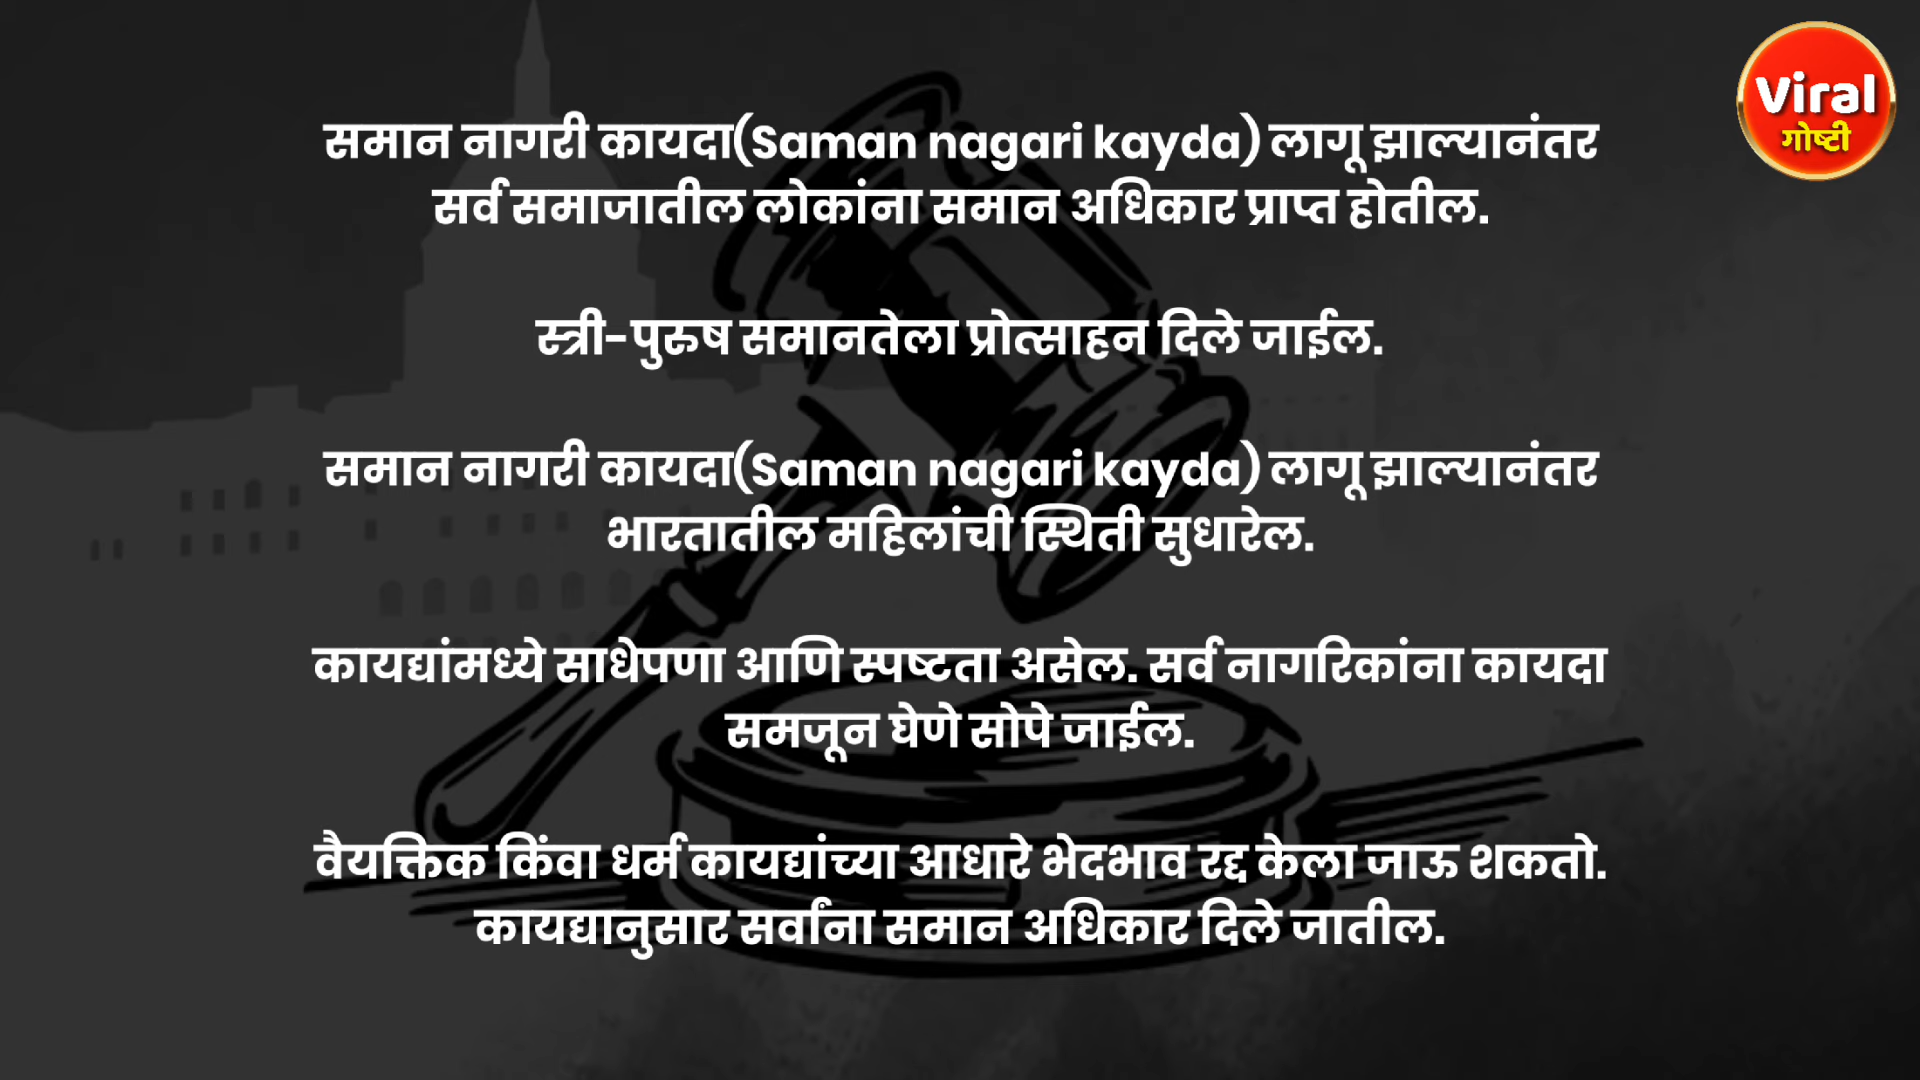 Viral
गोष्टी
समान नागरी कायदा(Saman nagari kayda) लागू झाल्यानंतर
सर्व समाजातील लोकांना समान अधिकार प्राप्त होतील.
स्त्री-पुरुष समानतेला प्रोत्साहन दिले जाईल.
समान नागरी कायदा(Saman nagari kayda) लागू झाल्यानंतर
भारतातील महिलांची स्थिती सुधारेल.
कायद्यांमध्ये साधेपणा आणि स्पष्टता असेल. सर्व नागरिकांना कायदा
समजून घेणे सोपे जाईल.
वैयक्तिक किंवा धर्म कायद्यांच्या आधारे भेदभाव रद्द केला जाऊ शकतो.
कायद्यानुसार सर्वांना समान अधिकार दिले जातील.